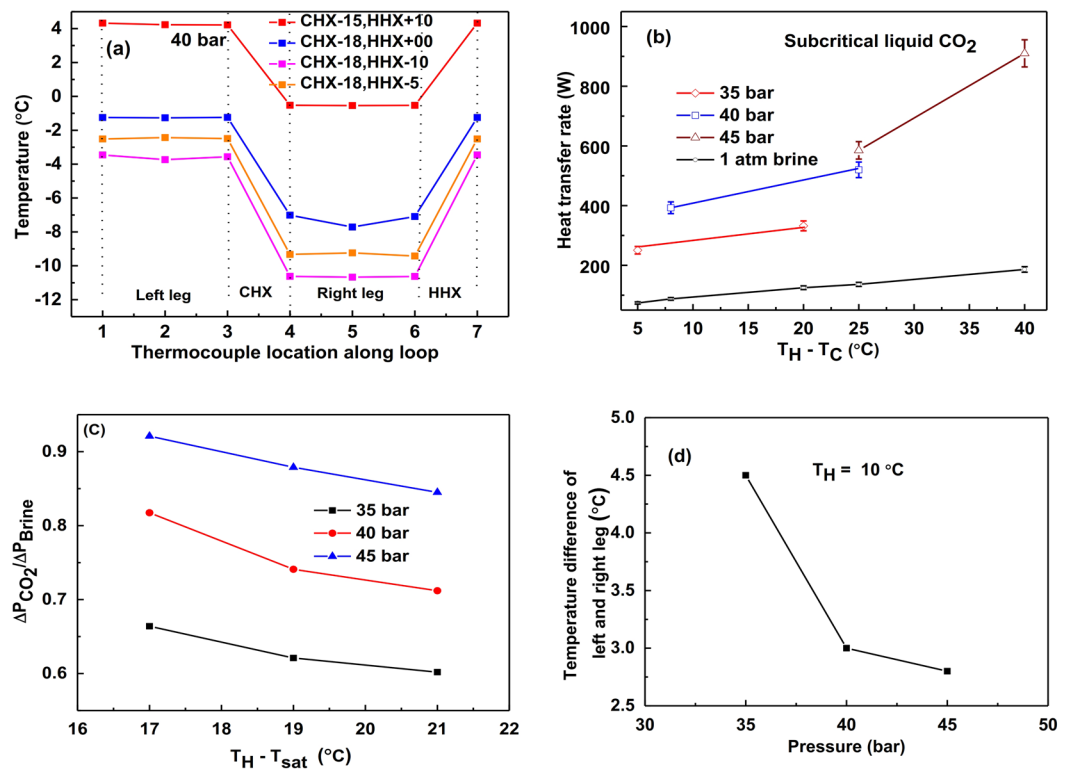 (a)
40 bar
CHX-15,HHX+10
CHX-18,HHX+00
CHX-18,HHX-10
CHX-18,HHX-5
4
2
0
-2
-4
-6
-8
-10
-12
Temperature (°C)
Left leg
CHX
Right leg
HHX
1 2 3 4 5 6 7
Thermocouple location along loop
(b)
Subcritical liquid CO2
35 bar
40 bar
45 bar
1 atm brine
1000
800
600
400
200
Heat transfer rate (W)
5 10 15 20 25 30 35 40
TH - TC (°C)
(C)
35 bar
40 bar
45 bar
0.9
0.8
0.7
0.6
ΔPCO2/ΔPBrine
16 17 18 19 20 21 22
TH - Tsat (°C)
(d)
TH = 10 °C
5.0
4.5
4.0
3.5
3.0
2.5
Temperature difference of
left and right leg (°C)
30 35 40 45 50
Pressure (bar)